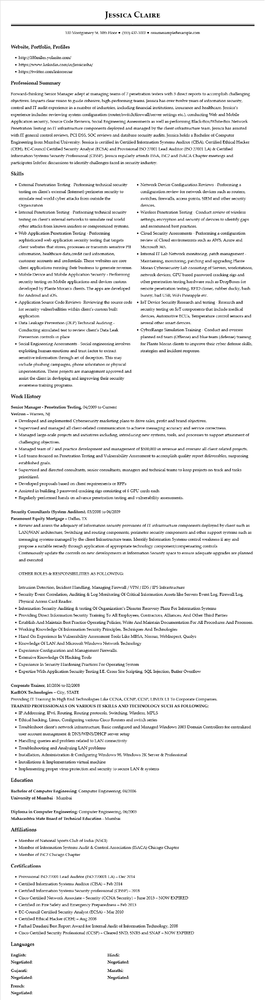 Jessica Claire
100 Montgomery St. 10th Floor ● (555) 432-1000 ● resumesample@example.com
Website, Portfolio, Profiles
• http://100miles.yolasite.com/
• https://www.linkedin.com/in/Jessicasha/
• https://twitter.com/inforsecur
Professional Summary
Forward-thinking Senior Manager adept at managing teams of 7 penetration testers with 3 direct reports to accomplish challenging
objectives. Imparts clear vision to guide cohesive, high-performing teams. Jessica has over twelve years of information security,
control and IT audit experience in a number of industries, including financial institutions, insurance and healthcare. Jessica's
experience includes: reviewing system configuration (router/switch/firewall/server settings etc.), conducting Web and Mobile
Application security, Source Code Reviews, Social Engineering Assessments as well as performing Black-Box/White-Box Network
Penetration Testing on IT infrastructure components deployed and managed by the client infrastructure team. Jessica has assisted
with IT general control reviews, PCI-DSS, SOC reviews and database security audits. Jessica holds a Bachelor of Computer
Engineering from Mumbai University. Jessica is certified in Certified Information Systems Auditor (CISA), Certified Ethical Hacker
(CEH), EC-Council Certified Security Analyst (ECSA) and Provisional ISO 27001 Lead Auditor (ISO 27001 LA) & Certified
Information Systems Security Professional (CISSP). Jessica regularly attends ISSA, ISC2 and ISACA Chapter meetings and
participates InfoSec discussions to identify challenges faced in security industry.
Skills
• External Penetration Testing - Performing technical security
testing on client's external (Internet) perimeter security to
simulate real world cyber attacks from outside the
Organization
• Internal Penetration Testing - Performing technical security
testing on client's internal networks to simulate real world
cyber attacks from known insiders or compromised systems.
• Web Application Penetration Testing - Performing
sophisticated web application security testing that targets
client websites that stores, processes or transmits sensitive PII
information, healthcare data,credit card information,
customer accounts and credentials. These websites are core
client applications running their business to generate revenue.
• Mobile Device and Mobile Application Security - Performing
security testing on Mobile applications and devices custom
developed by Plante Moran's clients. The apps are developed
for Android and iOS.
• Application Source Code Reviews- Reviewing the source code
for security vulnerbailities within client's custom built
application
• Data Leakage Prevention (DLP) Technical Auditing -
Conducting simulated test to review client's Data Leak
Prevention controls in place
• Social Engineering Assessments - Social engineering involves
exploiting human emotions and trust factor to extract
sensitive information through art of deception. This may
include phishing campaigns, phone solicitation or physical
impersonation. These projects are management approved and
assist the client in devloping and improving their security
awareness training programs.
• Network Device Configuration Reviews - Performing a
configuration review for network devices such as routers,
switches, firewalls, access points, SIEM and other security
devices.
• Wireless Penetration Testing - Conduct review of wireless
settings, encryption and security of devices to identify gaps
and recommend best practices.
• Cloud Security Assessments - Performing a configuration
review of Cloud environemnts such as AWS, Azure and
Microsoft 365.
• Internal IT Lab Network monitoring, patch management -
Maintaining, monitoring, patching and upgrading Plante
Moran Cybersecurity Lab consisting of Servers, workstations,
network devices, GPU based password cracking rigs and
other penetration testing hardware such as DropBoxes for
remote penetration testing, RFID cloner, rubber ducky, bash
bunny, bad USB, WiFi Pineapple etc.
• IoT Device Security Research and testing - Research and
security testing on IoT components that include medical
devices, Automotive ECUs, Temperature control sensors and
several other smart devices.
• CyberRange Simulation Training - Conduct and oversee
planned red team (Offense) and blue team (defense) training
for Plante Moran clients to improve their cyber defense skills,
strategies and incident response.
Work History
Senior Manager - Penetration Testing, 04/2009 to Current
Verizon – Warren, NJ
• Developed and implemented Cybersecurity marketing plans to drive sales, profit and brand objectives.
• Supervised and managed all client-related communication to achieve messaging accuracy and service correctness.
• Managed large-scale projects and initiatives including, introducing new systems, tools, and processes to support attainment of
challenging objectives.
• Managed team of 7 and practice development and management of $500,000 in revenue and oversaw all client related projects.
• Led teams focused on Penetration Testing and Vulnerability Assessment to accomplish quality report deliverables, surpassing
established goals.
• Supervised and directed consultants, senior consultants, managers and technical teams to keep projects on-track and tasks
prioritized.
• Developed proposals based on client requirements or RFPs
• Assisted in building 3 password cracking rigs consisting of 6 GPU cards each
• Regularly performed hands on advance penetration testing and vulnerability assessments.
Security Consultants (System Auditors), 03/2008 to 04/2009
Paramount Equity Mortgage – Dallas, TX
• Review and assess the adequacy of Information security provisions of IT infrastructure components deployed by client such as
LAN/WAN architecture, Switching and routing components, perimeter security components and other support systems such as
messaging systems managed by the client Infrastructure team. Identify Information Systems control weakness if any and
propose a suitable remedy through application of appropriate technology component/compensating controls
Continuously update the controls on new developments in Information Security space to ensure adequate upgrades are planned
and executed
OTHER ROLES & RESPONSIBILITIES AS FOLLOWING:
Intrusion Detection, Incident Handling, Managing Firewall / VPN / IDS / IPS Infrastructure
• Security Event Correlation, Auditing & Log Monitoring Of Critical Information Assets like Servers Event Log, Firewall Log,
Physical Access Card Reader.
• Information Security Auditing & testing Of Organization's Disaster Recovery Plans For Information Systems
• Providing Direct Information Security Training To All Employees, Contractors, Alliances, And Other Third Parties
• Establish And Maintain Best Practice Operating Policies, Write And Maintain Documentation For All Procedures And Processes.
• Working Knowledge Of Information Security Principles, Techniques And Technologies
• Hand On Experience In Vulnerability Assessment Tools Like MBSA, Nessus, WebInspect, Qualys
• Knowledge Of LAN And Microsoft Windows Network Technology
• Experience Configuration and Management Firewalls.
• Extensive Knowledge Of Hacking Tools
• Experience In Security Hardening Practices For Operating System
• Expertise With Application Security Testing I.E. Cross Site Scripting, SQL Injection, Buffer Overflow
Corporate Trainer, 10/2006 to 02/2008
KarROX Technologies – City, STATE
Providing IT Training In High End Technologies Like CCNA, CCNP, CCSP, LINUX L1 To Corporate Companies.
TRAINED PROFESSIONALS ON VARIOUS IT SKILLS AND TECHNOLOGY SUCH AS FOLLOWING:
• IP Addressing, IPv6, Routing, Routing protocols, Switching, Wireless, MPLS
• Ethical hacking, Linux, Configuring various Cisco Routers and switch series
• Troubleshoot client's network infrastructure, Basic configured and Managed Windows 2003 Domain Controllers for centralized
user account management & DNS/WINS/DHCP server setup
• Handling queries and problem related to LAN connectivity
• Troubleshooting and Analyzing LAN problems
• Installation, Administration & Configuring Windows 98, Windows 2K Server & Professional
• Installations & Implementation virtual machine
• Implementing proper virus protection and security to secure LAN & systems
Education
Bachelor of Computer Engineering: Computer Engineering, 04/2006
University of Mumbai - Mumbai
Diploma in Computer Engineering: Computer Engineering, 06/2003
Maharashtra State Board of Technical Education - Mumbai
Affiliations
• Member of National Sports Club of India (NSCI)
• Member of Information Systems Audit & Control Association (ISACA) Chicago Chapter
• Member of ISC2 Chicago Chapter
Certifications
• Provisional ISO 27001 Lead Auditor (ISO 270001 LA) – Dec 2014
• Certified Information Systems Auditor (CISA) – Feb 2014
• Certified Information Systems Security professional (CISSP) - 2018
• Cisco Certified Network Associate – Security (CCNA Security) – June 2013 – NOW EXPIRED
• Certified on Fire Safety and Emergency Preparedness – Feb 2013
• EC-Council Certified Security Analyst (ECSA) – Mar 2010
• Certified Ethical Hacker (CEH) – Aug 2008
• Farhad Daudani Best Report Award for Internal Audit of Information Technology, 2008
• Cisco Certified Security Professional (CCSP) – Cleared SND, SNRS and SNAF – NOW EXPIRED
Languages
English:
Negotiated:
Hindi:
Negotiated:
Gujarati:
Negotiated:
Marathi:
Negotiated:
French:
Negotiated: